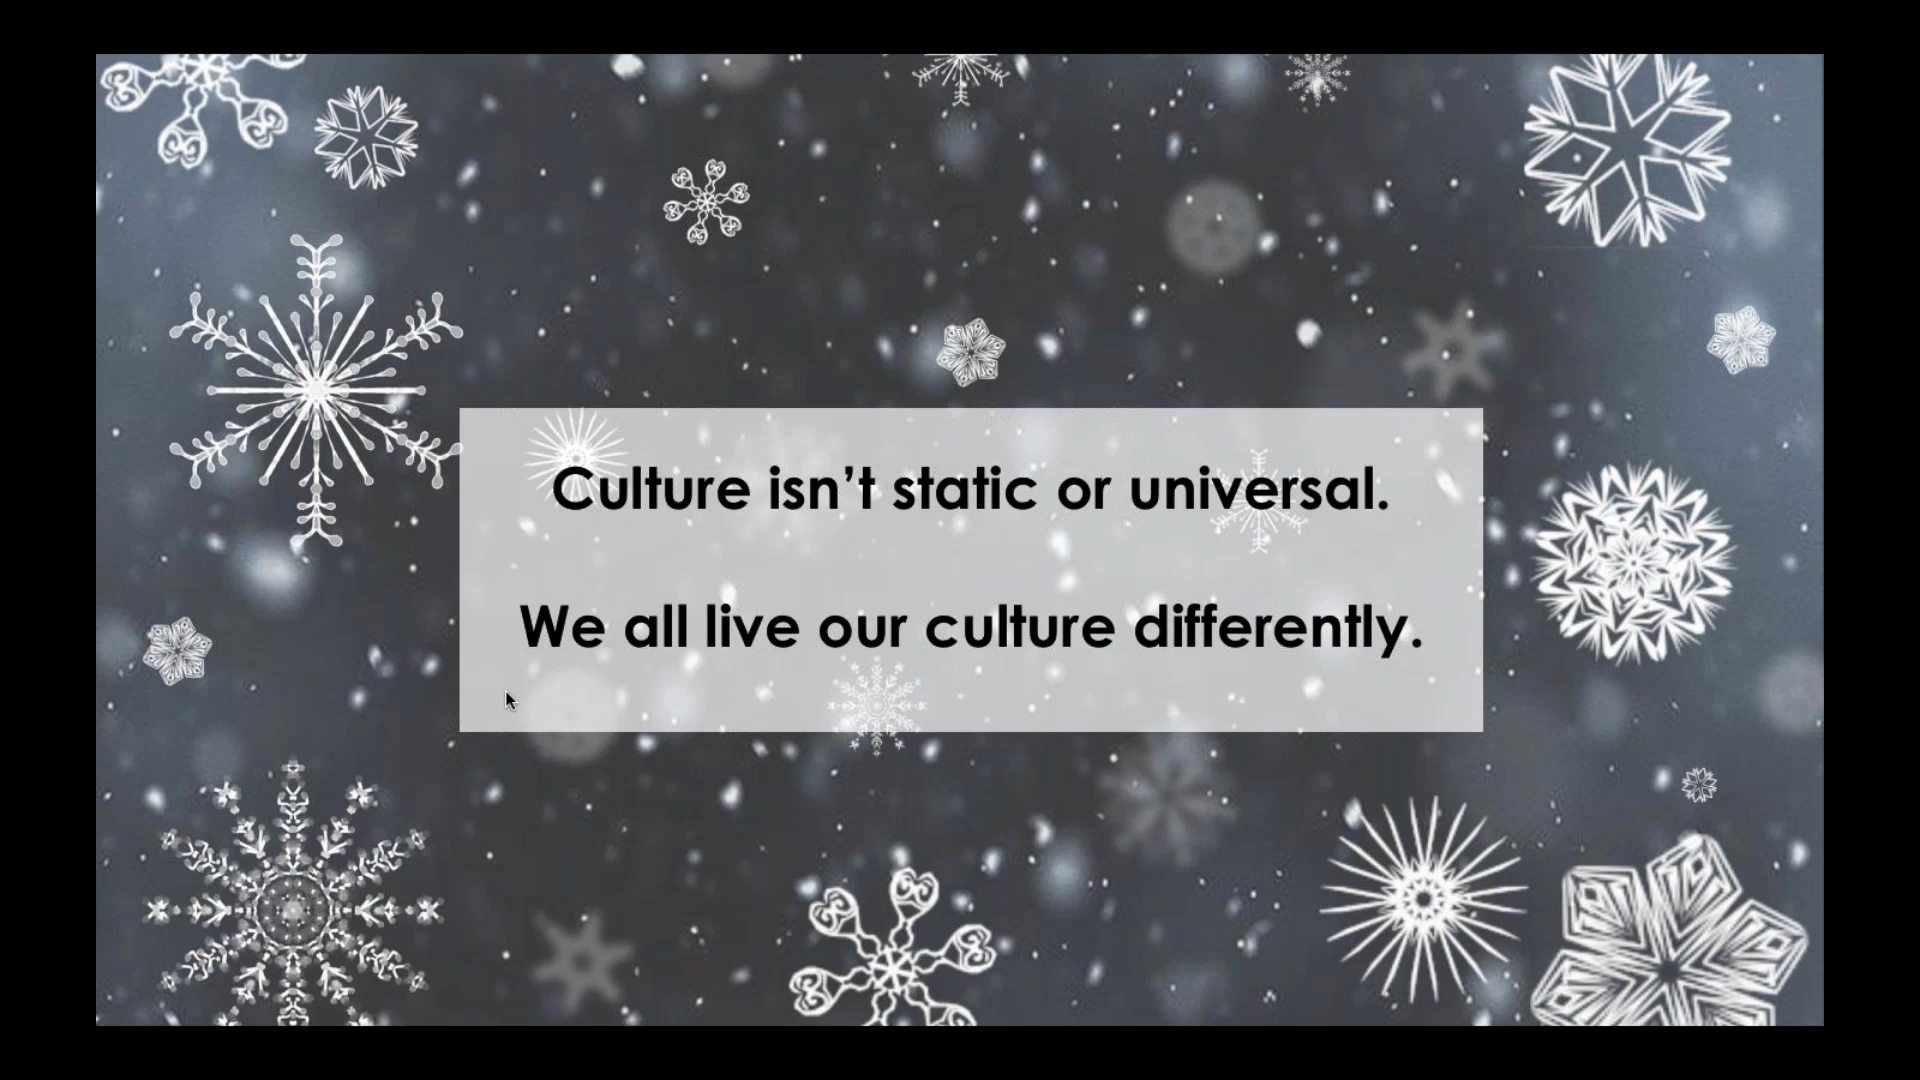 Culture isn’t static or universal.
We all live our culture differently.